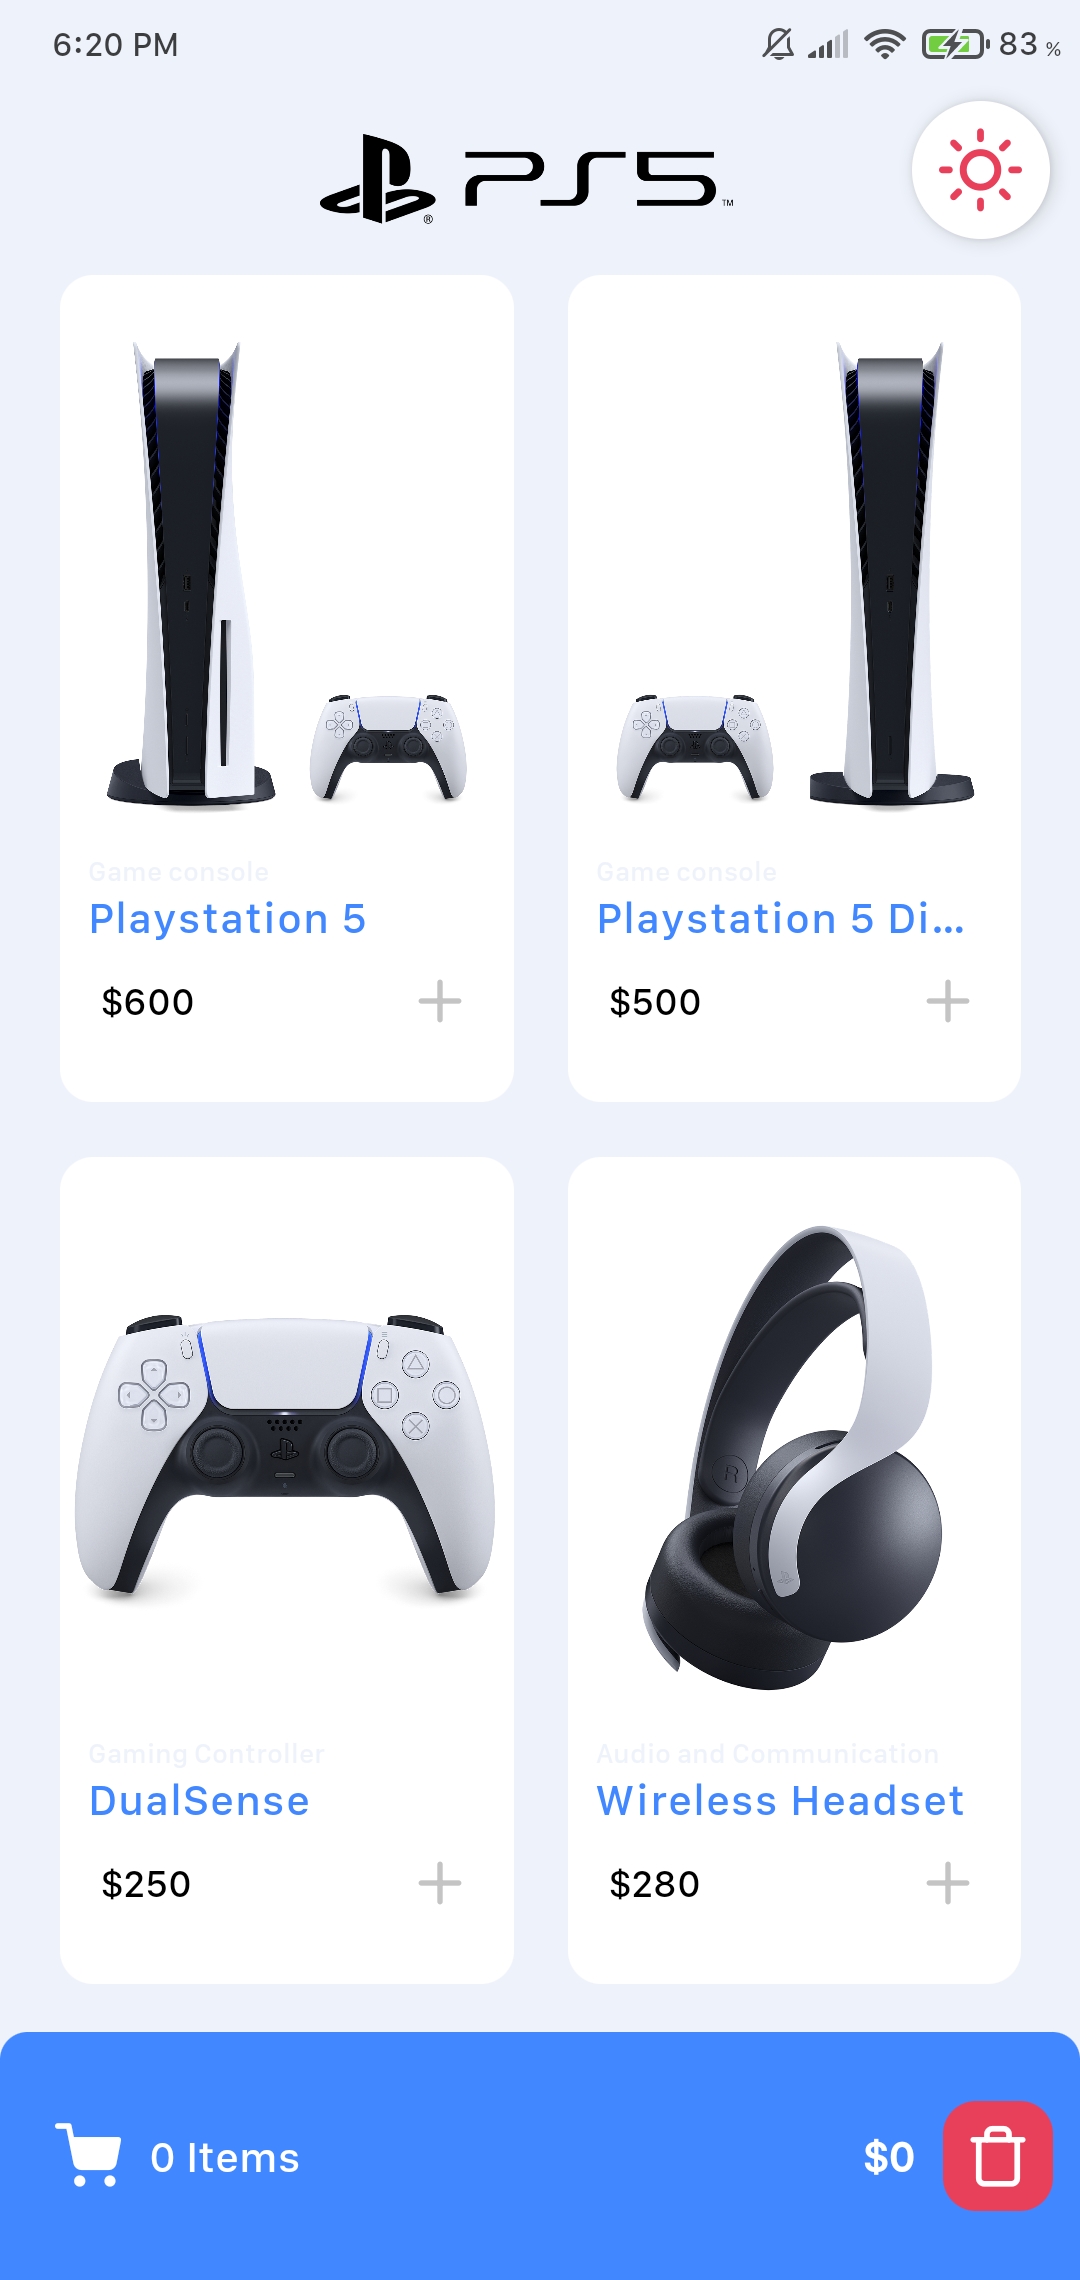 6:20 PM
83 %
PS5™
Game console
Playstation 5
$600
Game console
Playstation 5 Di...
$500
Gaming Controller
DualSense
$250
R
Audio and Communication
Wireless Headset
$280
0 Items
$0